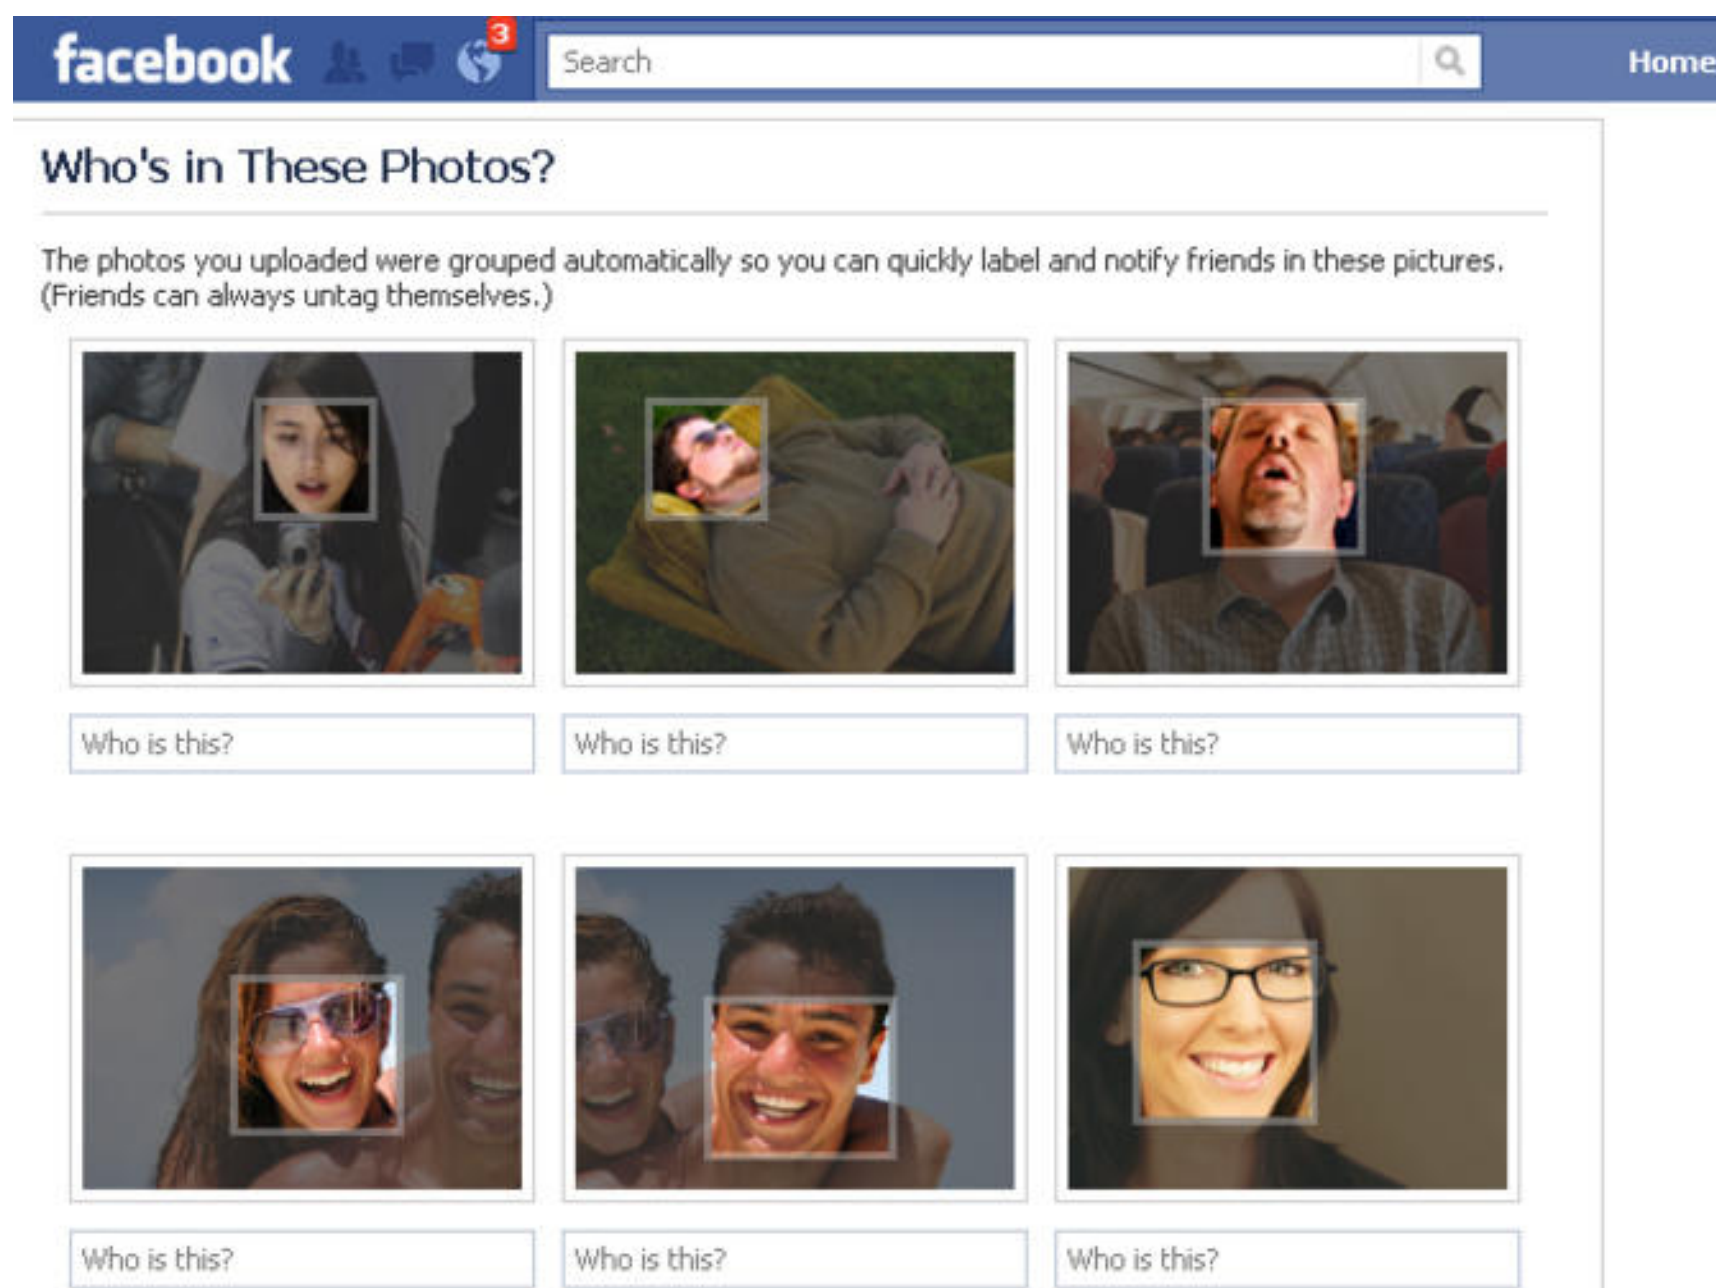 facebook
3
Search
Home
Who's in These Photos?
The photos you uploaded were grouped automatically so you can quickly label and notify friends in these pictures.
(Friends can always untag themselves.)
Who is this?
Who is this?
Who is this?
Who is this?
Who is this?
Who is this?